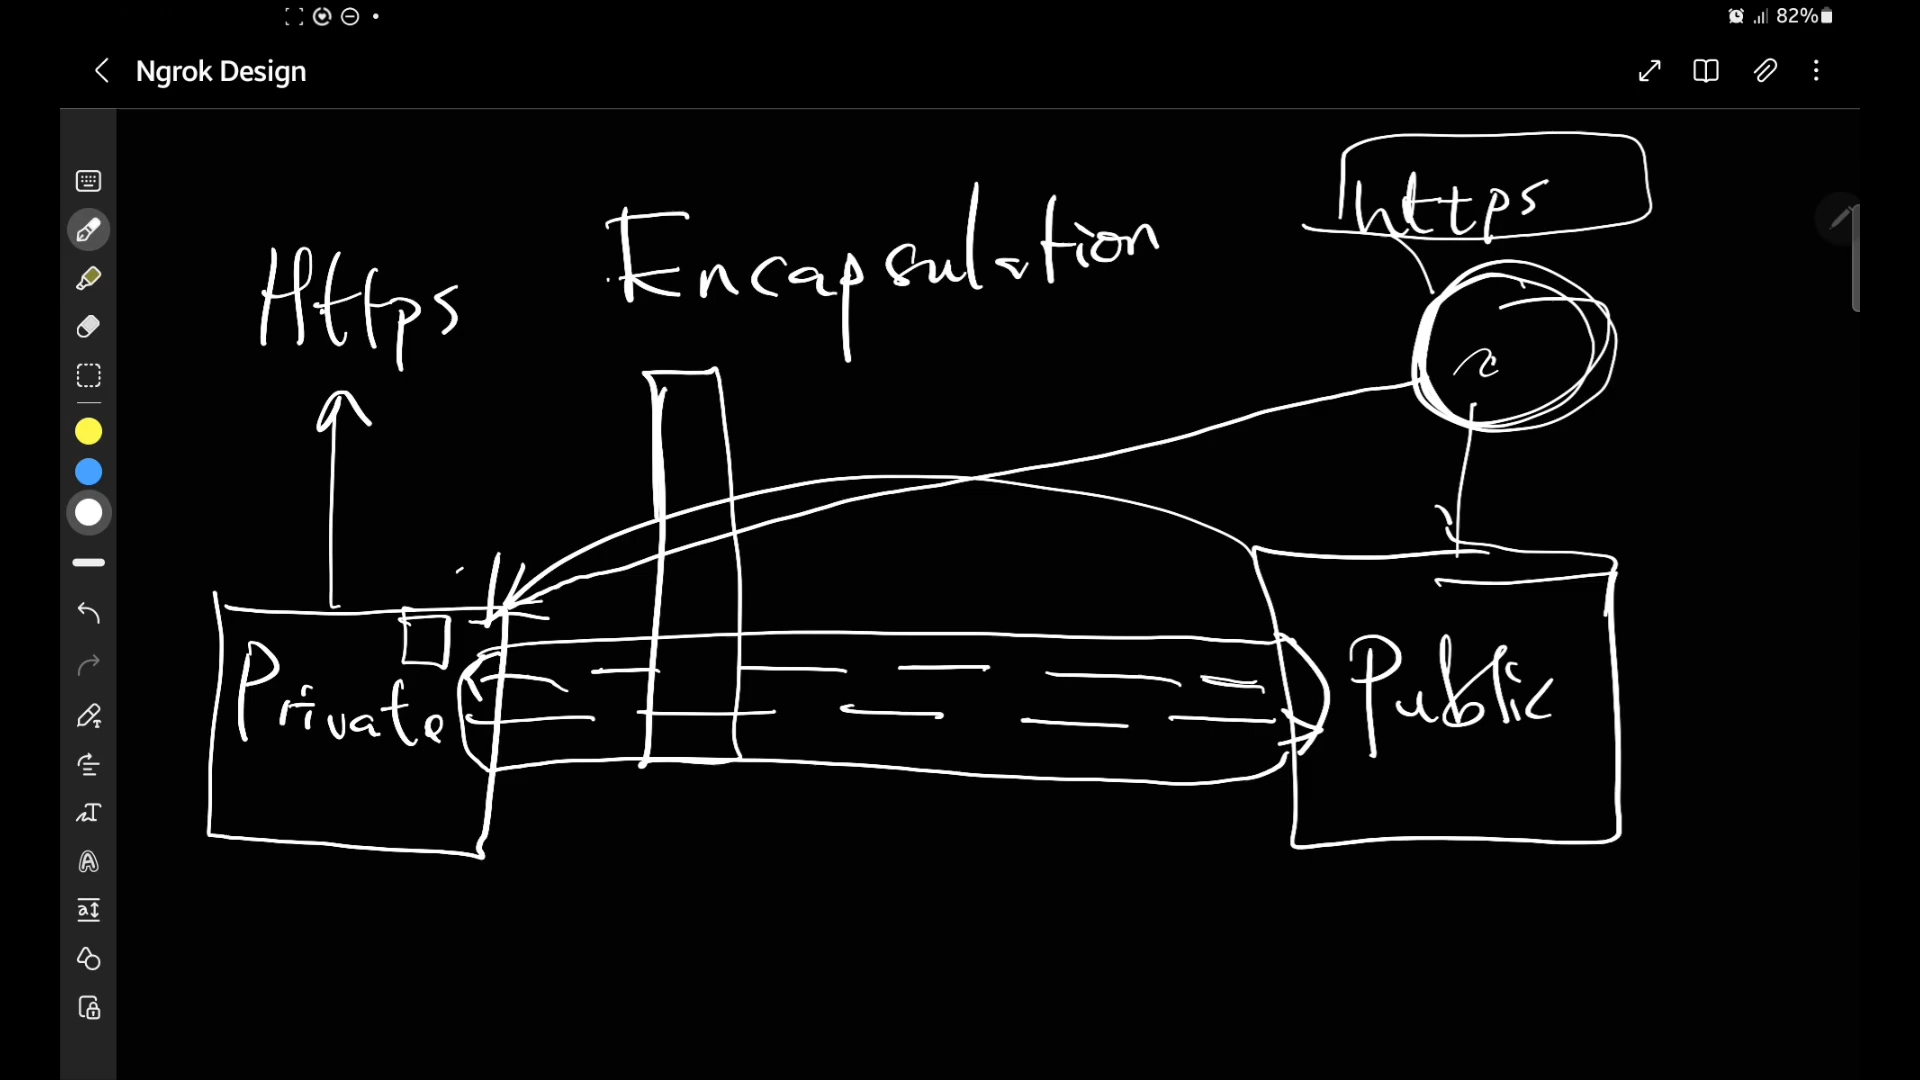 82%
Ngrok Design
https
Encapsulation
Https
Private
Public